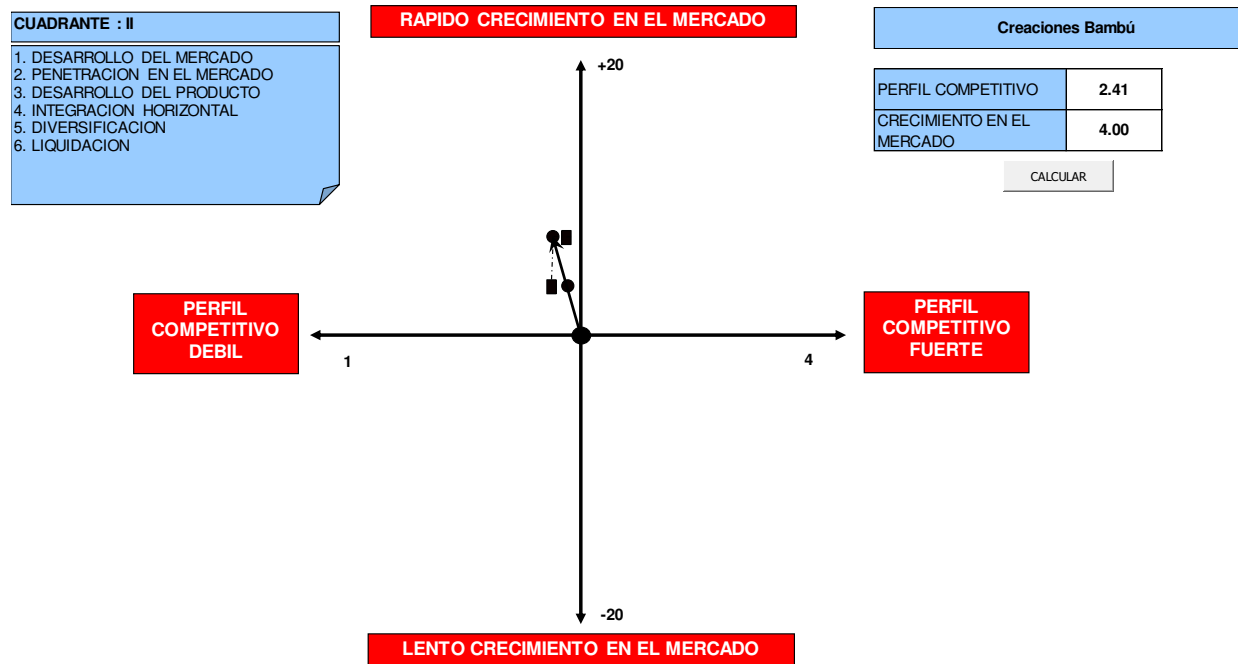 CUADRANTE : II
1. DESARROLLO DEL MERCADO
2. PENETRACION EN EL MERCADO
3. DESARROLLO DEL PRODUCTO
4. INTEGRACION HORIZONTAL
5. DIVERSIFICACION
6. LIQUIDACION
RAPIDO CRECIMIENTO EN EL MERCADO
+20
Creaciones Bambú
PERFIL COMPETITIVO
2.41
CRECIMIENTO EN EL
MERCADO
4.00
CALCULAR
PERFIL
COMPETITIVO
DEBIL
1
4
PERFIL
COMPETITIVO
FUERTE
-20
LENTO CRECIMIENTO EN EL MERCADO